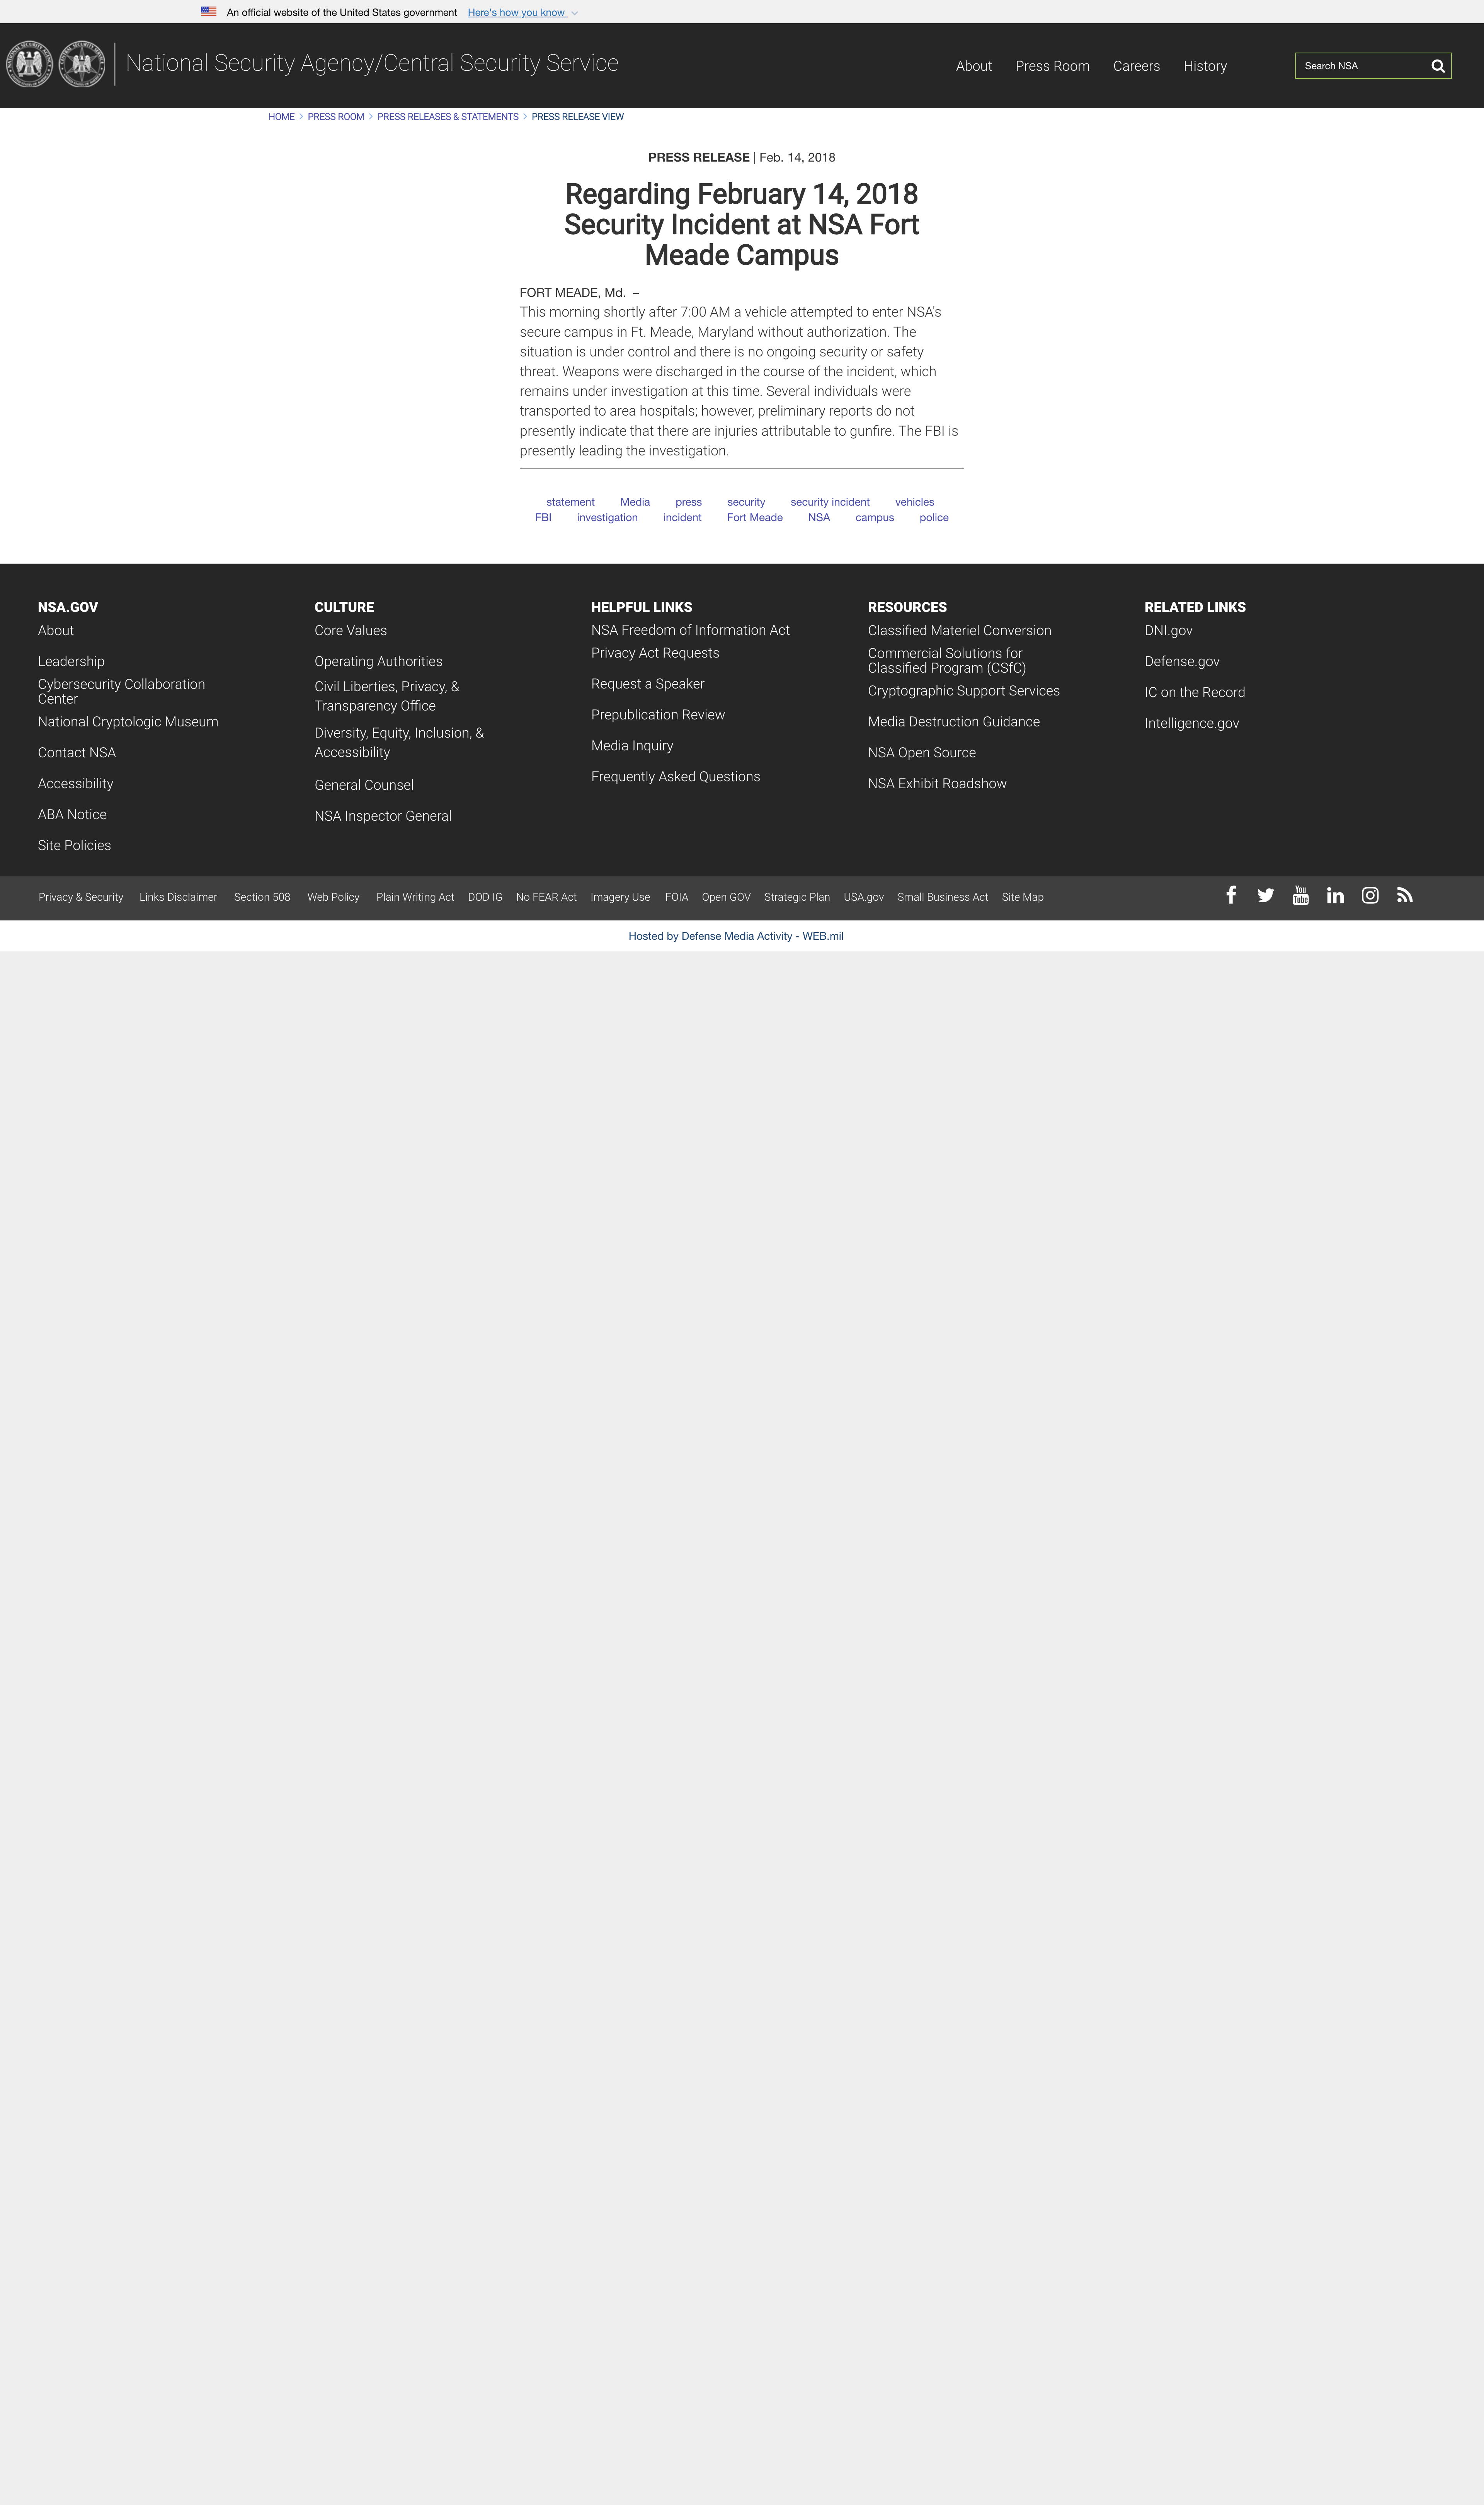 An official website of the United States government Here's how you know
National Security Agency/Central Security Service
About Press Room Careers History
Search NSA
HOME PRESS ROOM PRESS RELEASES & STATEMENTS PRESS RELEASE VIEW
PRESS RELEASE | Feb. 14, 2018
Regarding February 14, 2018
Security Incident at NSA Fort
Meade Campus
FORT MEADE, Md. –
This morning shortly after 7:00 AM a vehicle attempted to enter NSA's
secure campus in Ft. Meade, Maryland without authorization. The
situation is under control and there is no ongoing security or safety
threat. Weapons were discharged in the course of the incident, which
remains under investigation at this time. Several individuals were
transported to area hospitals; however, preliminary reports do not
presently indicate that there are injuries attributable to gunfire. The FBI is
presently leading the investigation.
statement Media press security security incident vehicles
FBI investigation incident Fort Meade NSA campus police
NSA.GOV
About
Leadership
Cybersecurity Collaboration
Center
National Cryptologic Museum
Contact NSA
Accessibility
ABA Notice
Site Policies
CULTURE
Core Values
Operating Authorities
Civil Liberties, Privacy, &
Transparency Office
Diversity, Equity, Inclusion, &
Accessibility
General Counsel
NSA Inspector General
HELPFUL LINKS
NSA Freedom of Information Act
Privacy Act Requests
Request a Speaker
Prepublication Review
Media Inquiry
Frequently Asked Questions
RESOURCES
Classified Materiel Conversion
Commercial Solutions for
Classified Program (CSfC)
Cryptographic Support Services
Media Destruction Guidance
NSA Open Source
NSA Exhibit Roadshow
RELATED LINKS
DNI.gov
Defense.gov
IC on the Record
Intelligence.gov
Privacy & Security Links Disclaimer Section 508 Web Policy Plain Writing Act DOD IG No FEAR Act Imagery Use FOIA Open GOV Strategic Plan USA.gov Small Business Act Site Map
You
Tube
Hosted by Defense Media Activity - WEB.mil